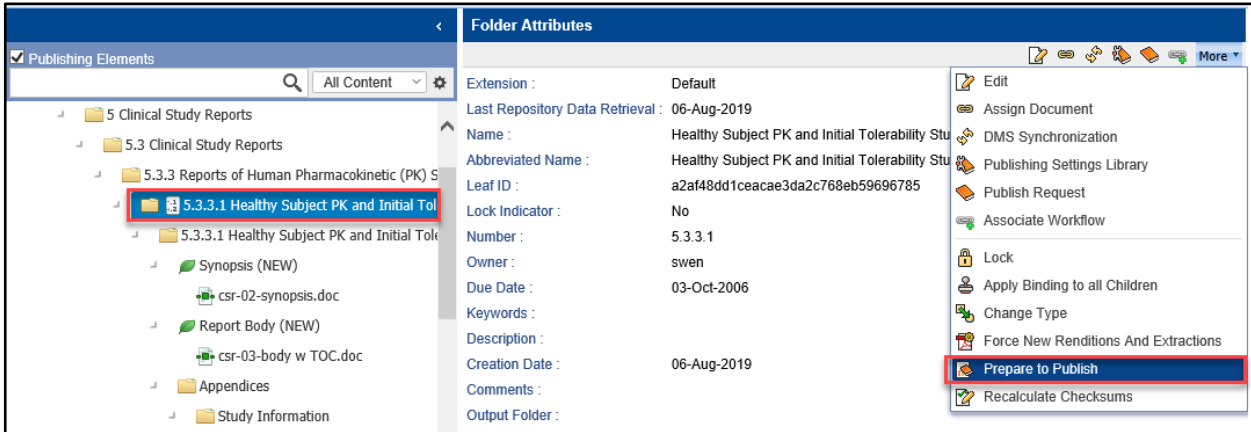 Folder Attributes
Publishing Elements
All Content
More
5 Clinical Study Reports
5.3 Clinical Study Reports
5.3.3 Reports of Human Pharmacokinetic (PK) S
5.3.3.1 Healthy Subject PK and Initial Tol
5.3.3.1 Healthy Subject PK and Initial Tole
Synopsis (NEW)
csr-02-synopsis.doc
Report Body (NEW)
csr-03-body w TOC.doc
Appendices
Study Information
Extension : Default
Last Repository Data Retrieval : 06-Aug-2019
Name : Healthy Subject PK and Initial Tolerability Stu
Abbreviated Name : Healthy Subject PK and Initial Tolerability Stu
Leaf ID : a2af48dd1ceacae3da2c768eb59696785
Lock Indicator : No
Number : 5.3.3.1
Owner : swen
Due Date : 03-Oct-2006
Keywords :
Description :
Creation Date : 06-Aug-2019
Comments :
Output Folder :
Edit
Assign Document
DMS Synchronization
Publishing Settings Library
Publish Request
Associate Workflow
Lock
Apply Binding to all Children
Change Type
Force New Renditions And Extractions
Prepare to Publish
Recalculate Checksums